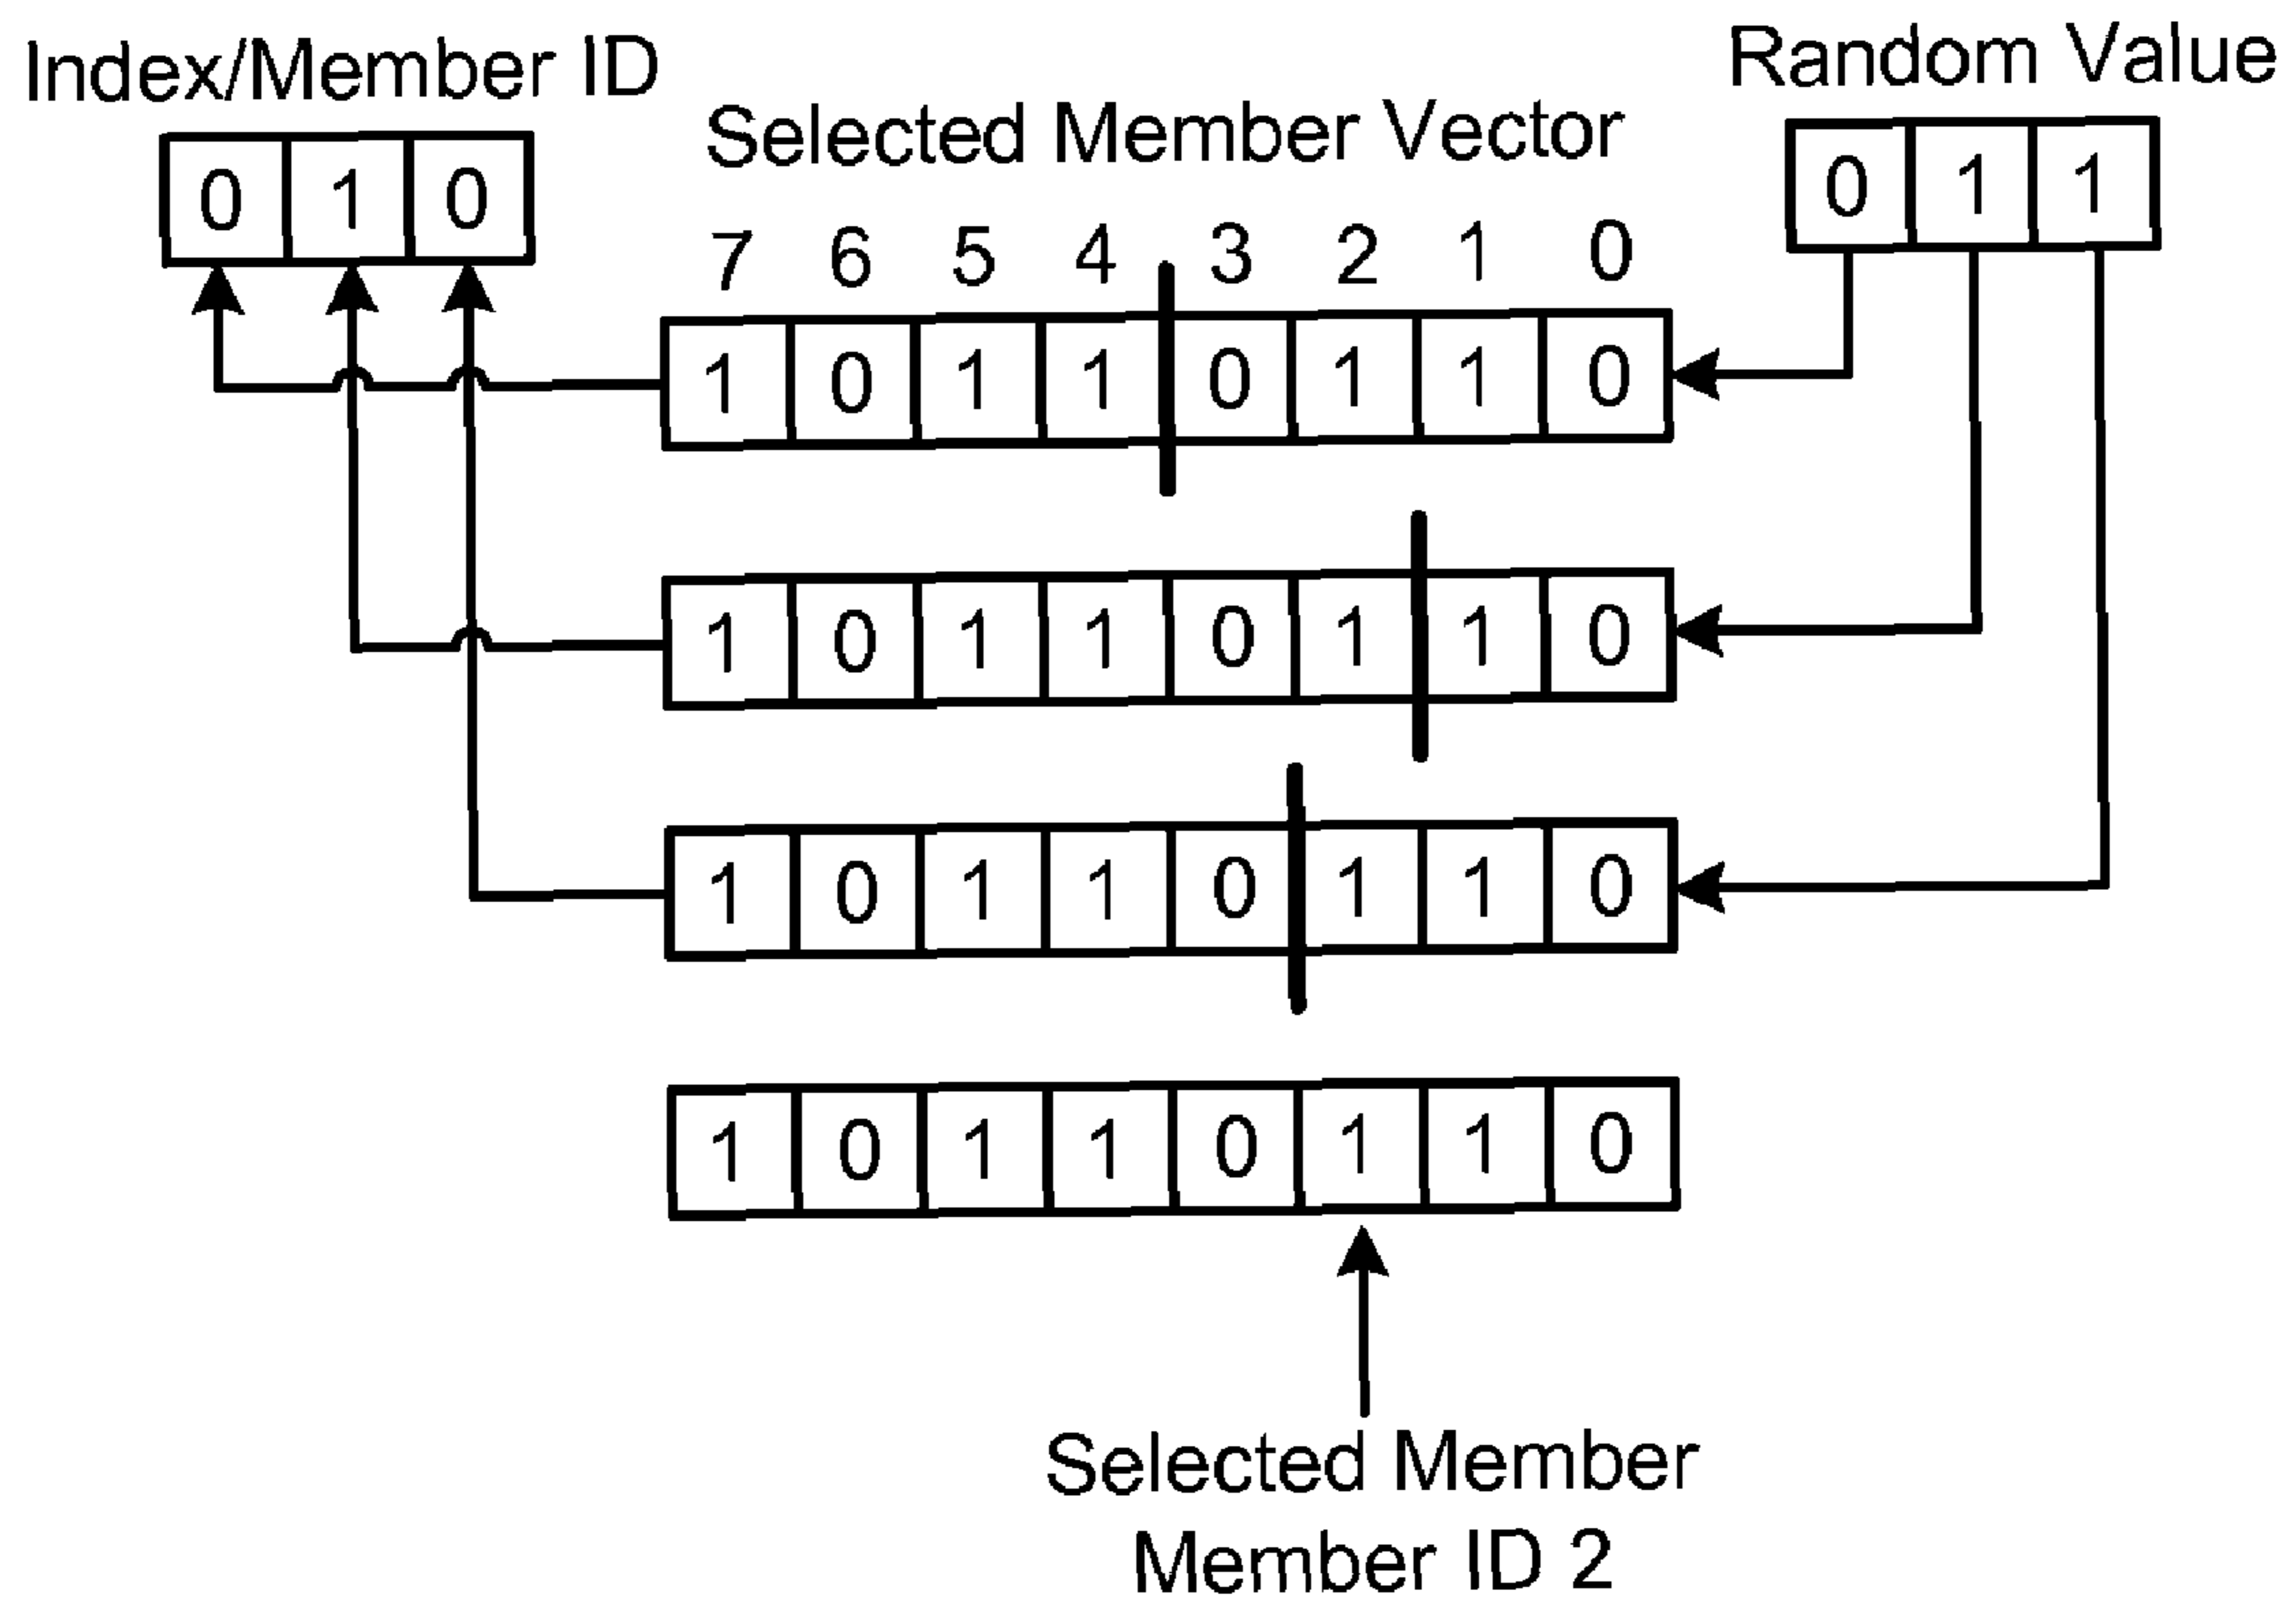 Index/Member ID
Random Value
Selected Member Vector
0 1 0
0 1 1
7 6 5 4 3 2 1 0
1 0 1 1 0 1 1 0
1 0 1 1 0 1 1 0
1 0 1 1 0 1 1 0
1 0 1 1 0 1 1 0
Selected Member
Member ID 2